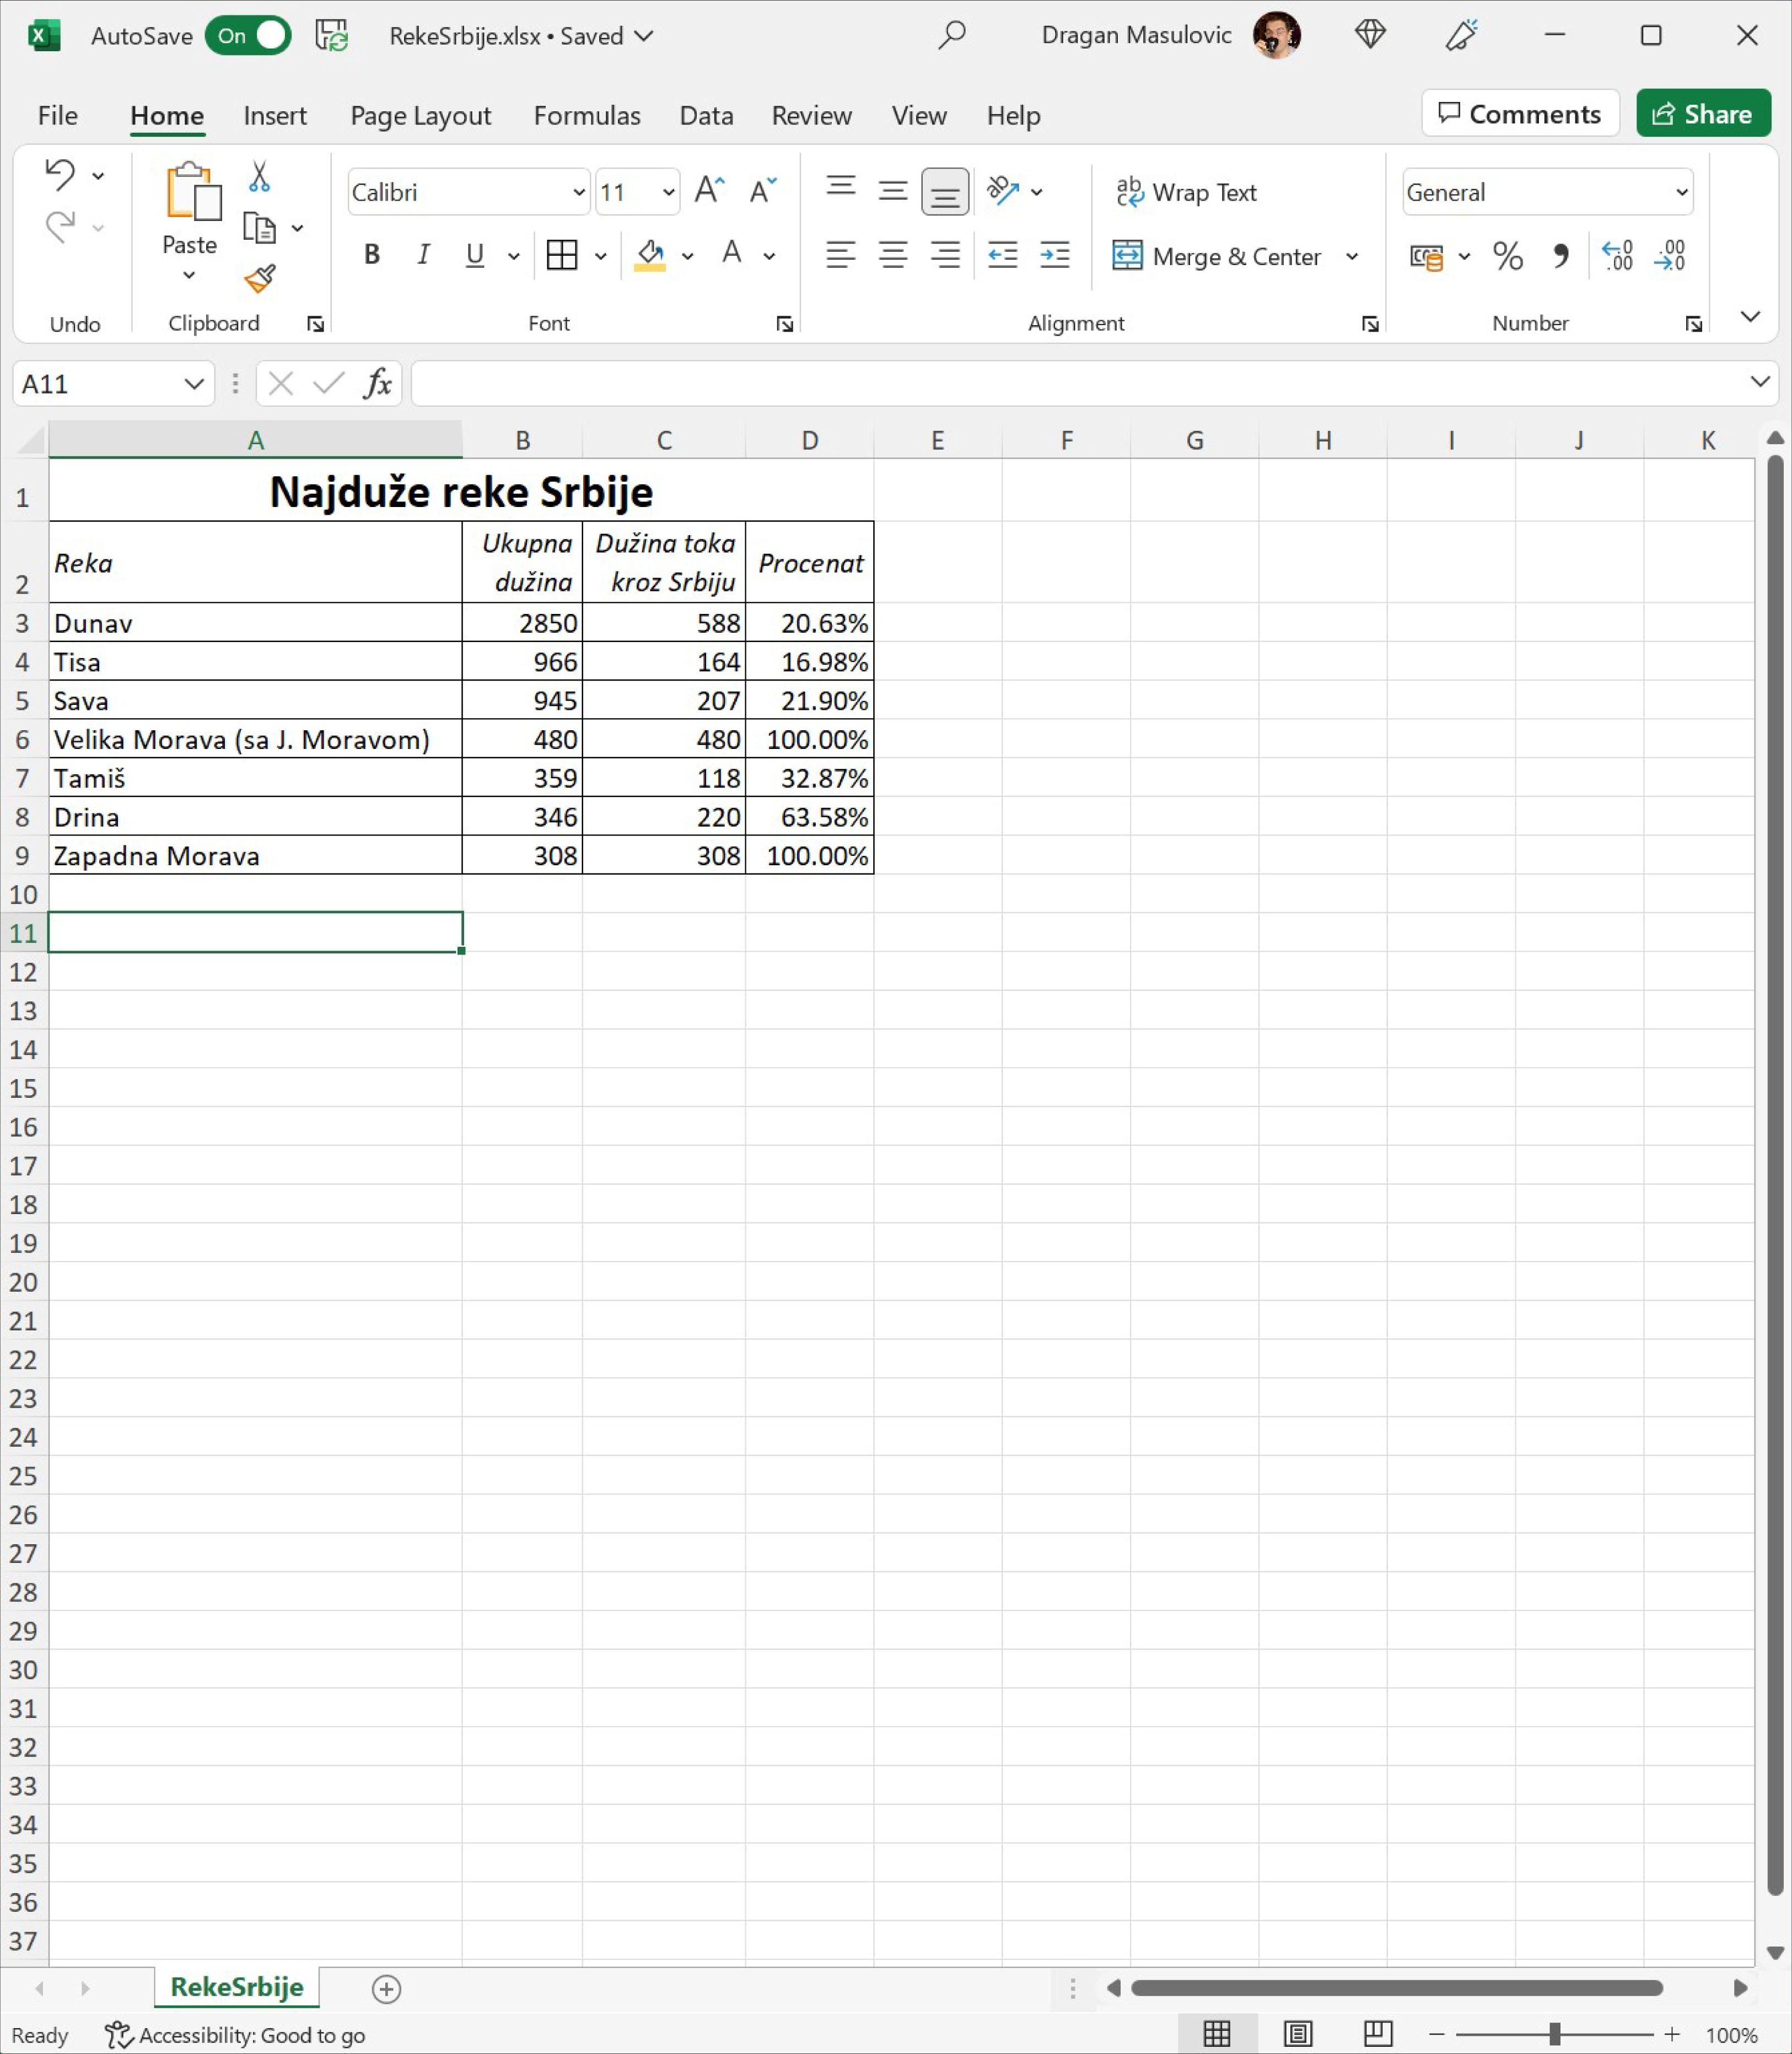 AutoSave On RekeSrbije.xlsx • Saved Dragan Masulovic
File Home Insert Page Layout Formulas Data Review View Help Comments Share
Calibri 11 Wrap Text General
Paste B I U A Merge & Center % .00 .00
Undo Clipboard Font Alignment Number
A11 fx
A B C D E F G H I J K
1 Najduže reke Srbije
2 Reka Ukupna dužina Dužina toka kroz Srbiju Procenat
3 Dunav 2850 588 20.63%
4 Tisa 966 164 16.98%
5 Sava 945 207 21.90%
6 Velika Morava (sa J. Moravom) 480 480 100.00%
7 Tamiš 359 118 32.87%
8 Drina 346 220 63.58%
9 Zapadna Morava 308 308 100.00%
10
11
12
13
14
15
16
17
18
19
20
21
22
23
24
25
26
27
28
29
30
31
32
33
34
35
36
37
RekeSrbije
Ready Accessibility: Good to go 100%